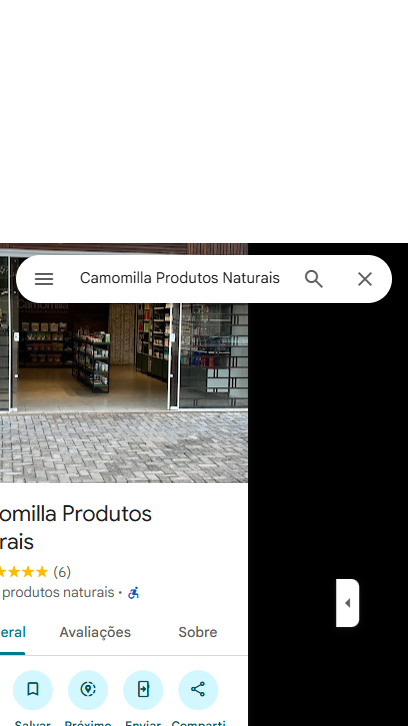 Camomilla Produtos Naturais
omilla Produtos
rais
(6)
produtos naturais ·
eral
Avaliações
Sobre
Salvar
Próximo
Enviar
Comparti